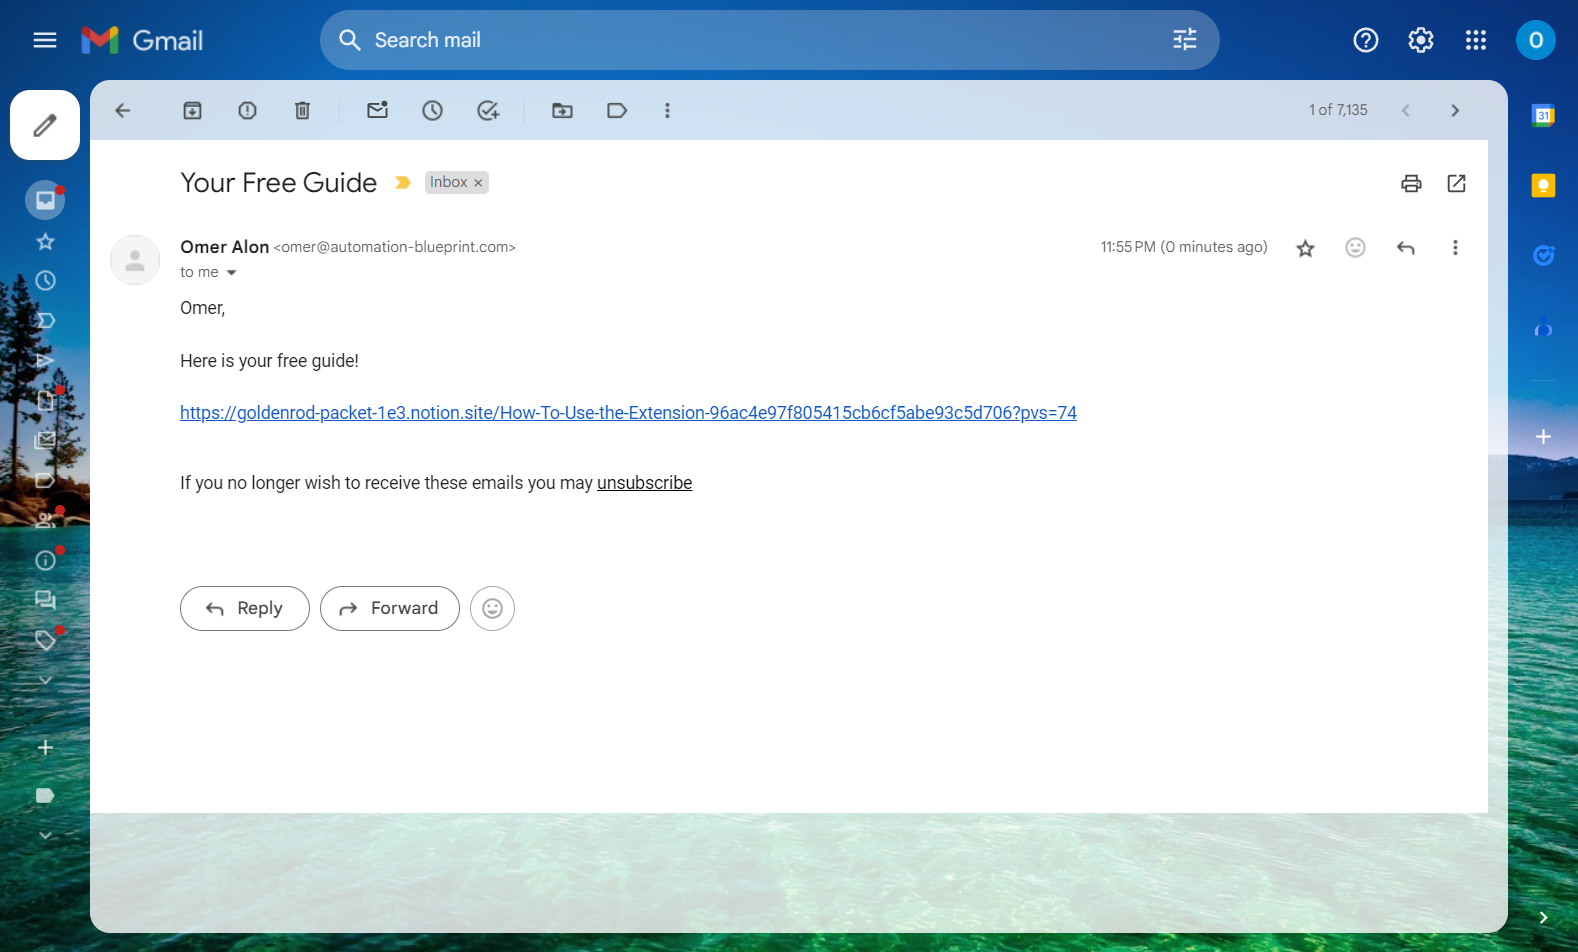 Gmail
Search mail
O
1 of 7,135
31
Your Free Guide
Inbox ×
Omer Alon <omer@automation-blueprint.com>
11:55 PM (0 minutes ago)
to me
Omer,
Here is your free guide!
https://goldenrod-packet-1e3.notion.site/How-To-Use-the-Extension-96ac4e97f805415cb6cf5abe93c5d706?pvs=74
If you no longer wish to receive these emails you may unsubscribe
Reply
Forward